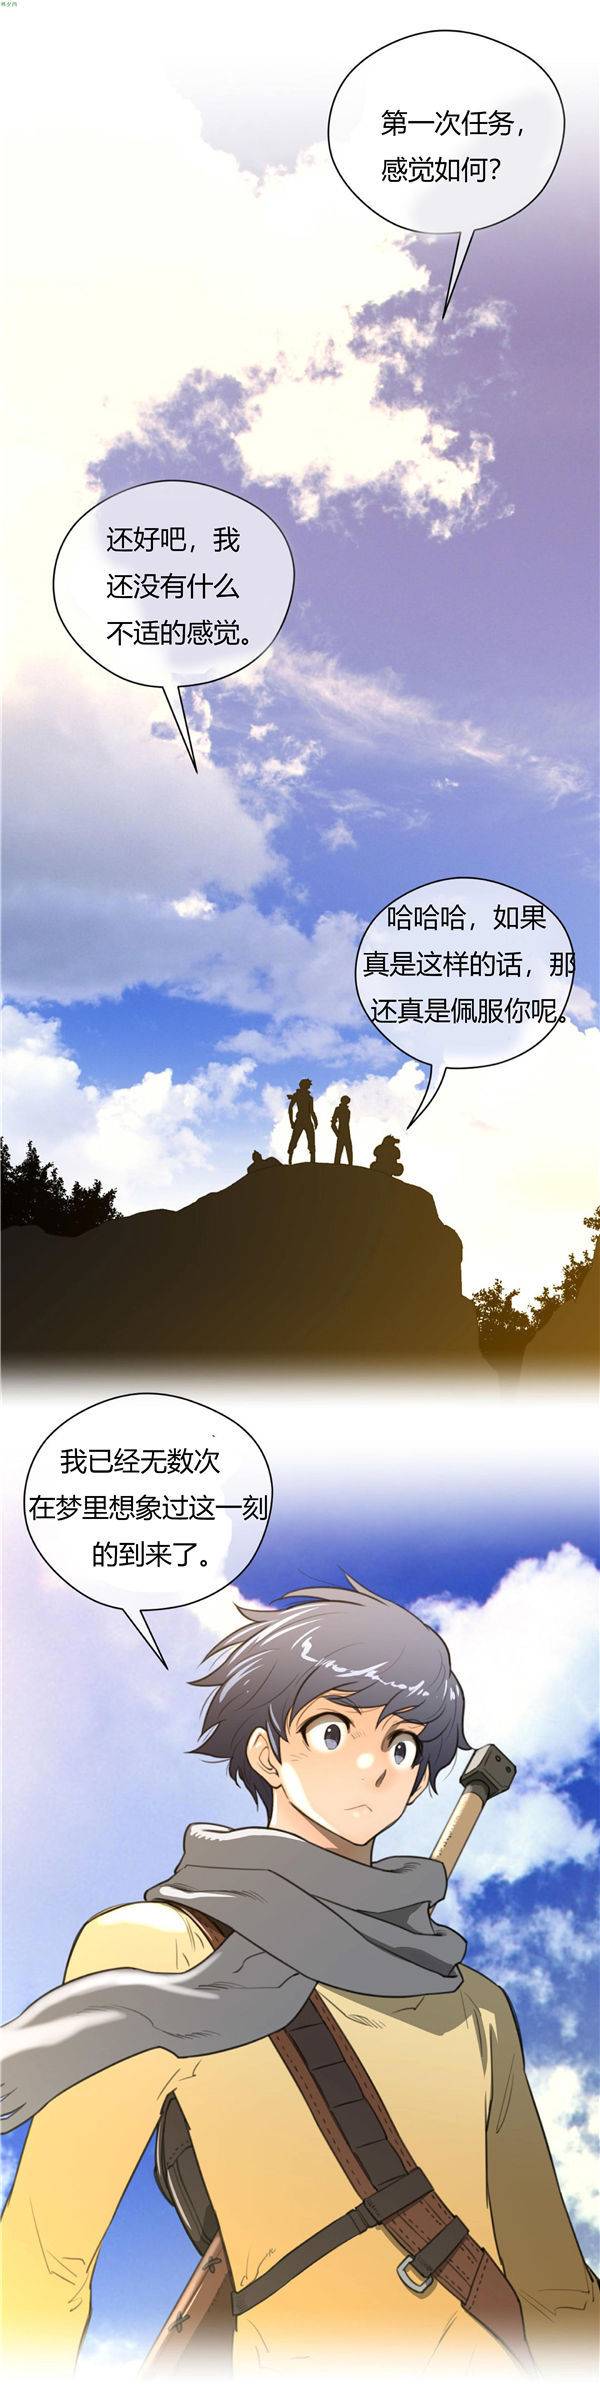 第一次任务，
感觉如何？
还好吧，我
还没有什么
不适的感觉。
哈哈哈，如果
真是这样的话，那
还真是佩服你呢。
我已经无数次
在梦里想象过这一刻
的到来了。